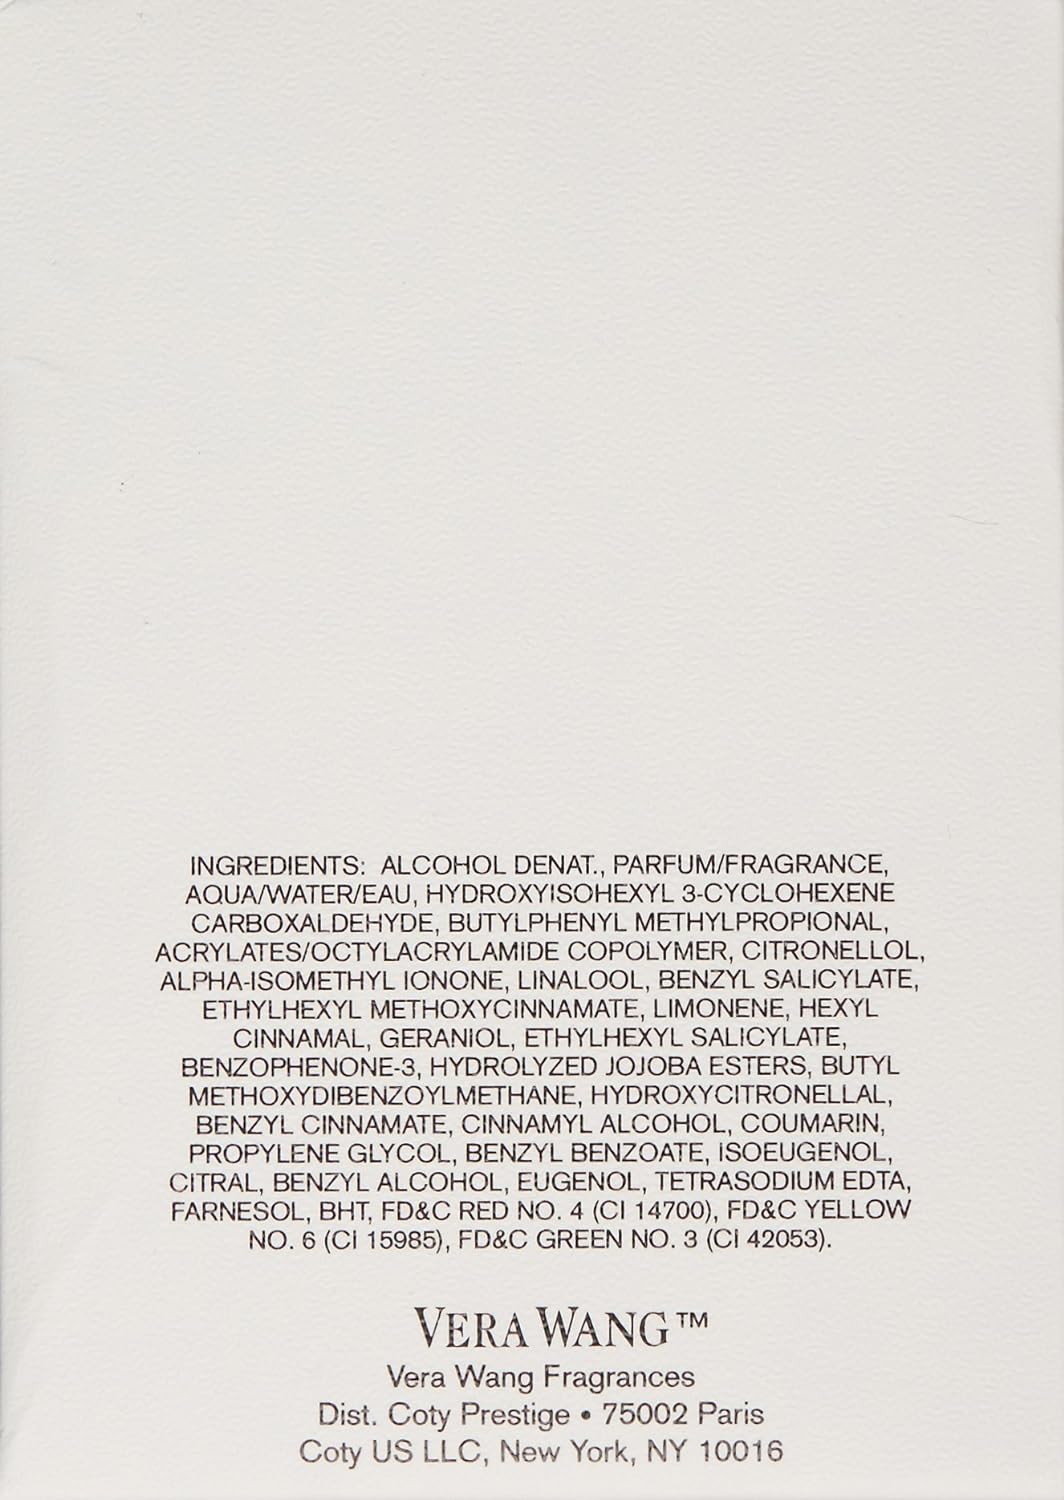 INGREDIENTS: ALCOHOL DENAT., PARFUM/FRAGRANCE,
AQUA/WATER/EAU, HYDROXYISOHEXYL 3-CYCLOHEXENE
CARBOXALDEHYDE, BUTYLPHENYL METHYLPROPIONAL,
ACRYLATES/OCTYLACRYLAMIDE COPOLYMER, CITRONELLOL,
ALPHA-ISOMETHYL IONONE, LINALOOL, BENZYL SALICYLATE,
ETHYLHEXYL METHOXYCINNAMATE, LIMONENE, HEXYL
CINNAMAL, GERANIOL, ETHYLHEXYL SALICYLATE,
BENZOPHENONE-3, HYDROLYZED JOJOBA ESTERS, BUTYL
METHOXYDIBENZOYLMETHANE, HYDROXYCITRONELLAL,
BENZYL CINNAMATE, CINNAMYL ALCOHOL, COUMARIN,
PROPYLENE GLYCOL, BENZYL BENZOATE, ISOEUGENOL,
CITRAL, BENZYL ALCOHOL, EUGENOL, TETRASODIUM EDTA,
FARNESOL, BHT, FD&C RED NO. 4 (CI 14700), FD&C YELLOW
NO. 6 (CI 15985), FD&C GREEN NO. 3 (CI 42053).
VERA WANG™
Vera Wang Fragrances
Dist. Coty Prestige • 75002 Paris
Coty US LLC, New York, NY 10016